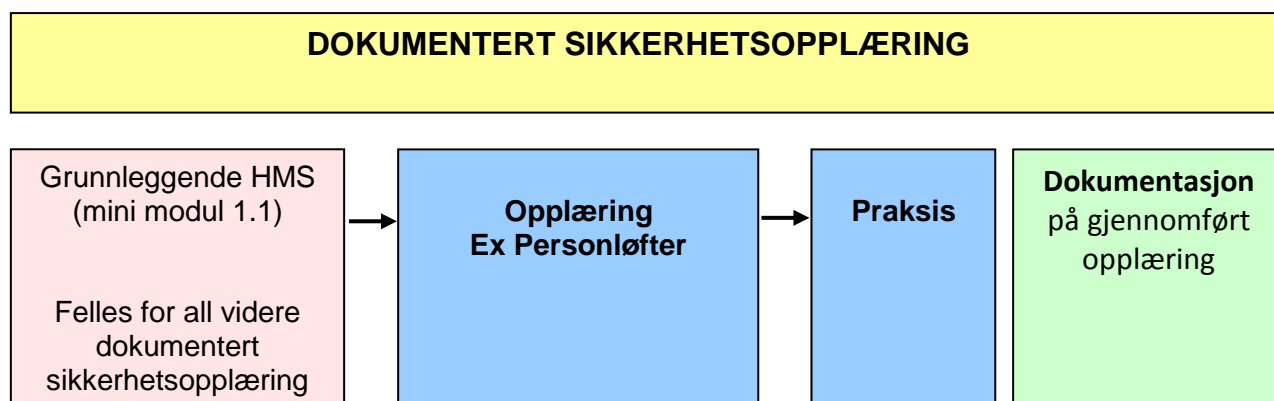 DOKUMENTERT SIKKERHETSOPPLÆRING
Grunnleggende HMS
(mini modul 1.1)
Felles for all videre
dokumentert
sikkerhetsopplæring
Opplæring
Ex Personløfter
Praksis
Dokumentasjon
på gjennomført
opplæring